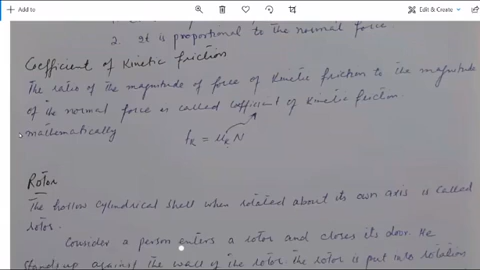 Add to
Edit & Create
2. It is proportional to the normal force.
Coefficient of Kinetic friction
The ratio of the magnitude of force of Kinetic friction to the magnitude
of the normal force is called coefficient of Kinetic friction.
mathematically
fK = μK N
Rotor
The hollow cylindrical shell when rotated about its own axis is called
rotor.
Consider a person enters a rotor and closes its door. He
stands up against the wall of the rotor the rotor is put into rotation